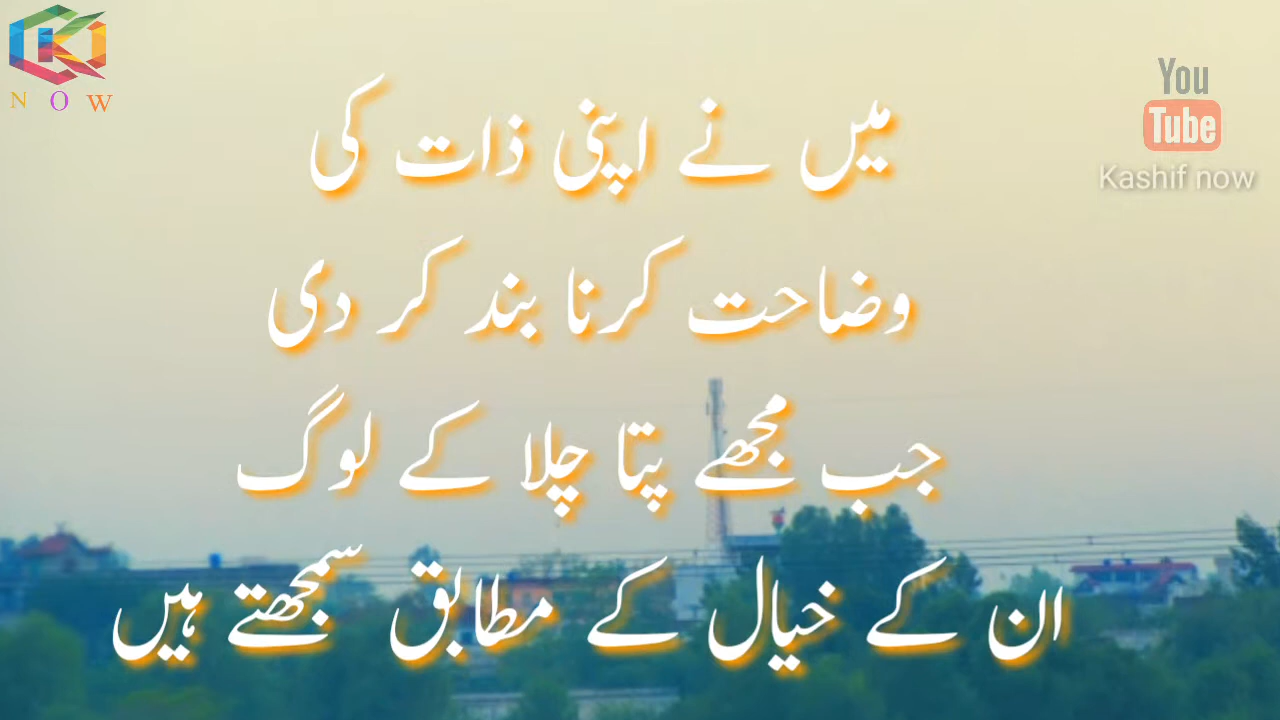 NOW
You
Tube
Kashif now
میں نے اپنی ذات کی
وضاحت کرنا بند کر دی
جب مجھے پتا چلا کے لوگ
ان کے خیال کے مطابق سمجھتے ہیں